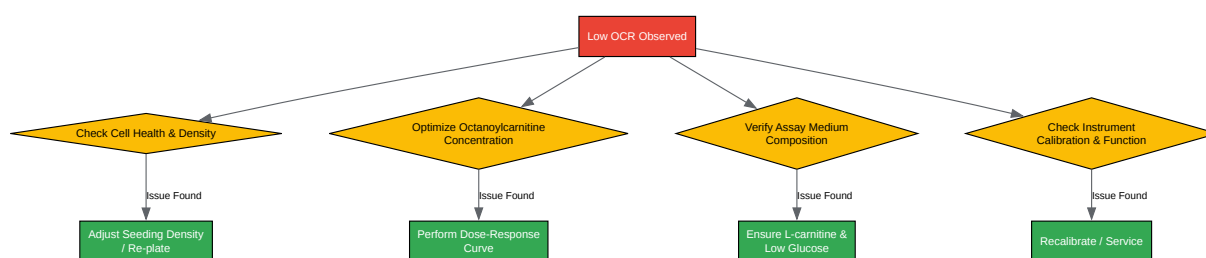 Low OCR Observed
Check Cell Health & Density
Optimize Octanoylcarnitine
Concentration
Verify Assay Medium
Composition
Check Instrument
Calibration & Function
Issue Found
Issue Found
Issue Found
Issue Found
Adjust Seeding Density
/ Re-plate
Perform Dose-Response
Curve
Ensure L-carnitine &
Low Glucose
Recalibrate / Service